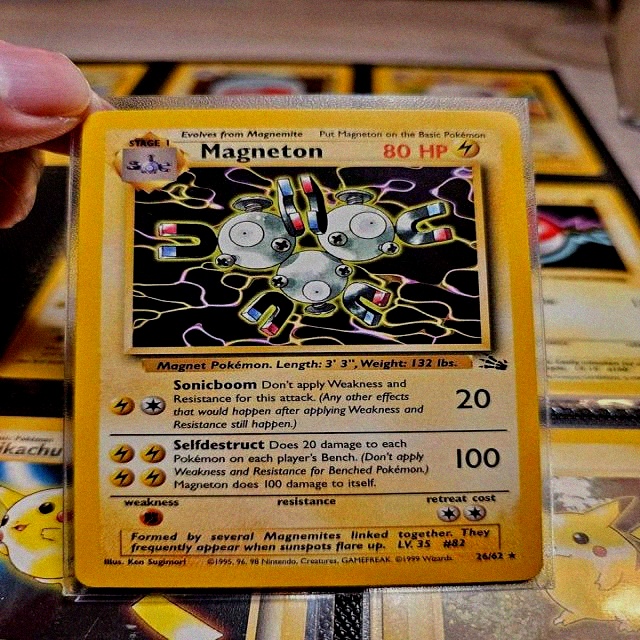 Evolves from Magnemite Put Magneton on the Basic Pokémon
STAGE 1
Magneton 80 HP
Magnet Pokémon. Length: 3' 3", Weight: 132 lbs.
Sonicboom Don't apply Weakness and
Resistance for this attack. (Any other effects
that would happen after applying Weakness and
Resistance still happen.)
20
Selfdestruct Does 20 damage to each
Pokémon on each player's Bench. (Don't apply
Weakness and Resistance for Benched Pokémon.)
Magneton does 100 damage to itself.
100
weakness resistance retreat cost
Formed by several Magnemites linked together. They
frequently appear when sunspots flare up. LV. 35 #82
Illus. Ken Sugimori ©1995, 96, 98 Nintendo, Creatures, GAMEFREAK. ©1999 Wizards. 26/62 ★
Pokémon
ikachu